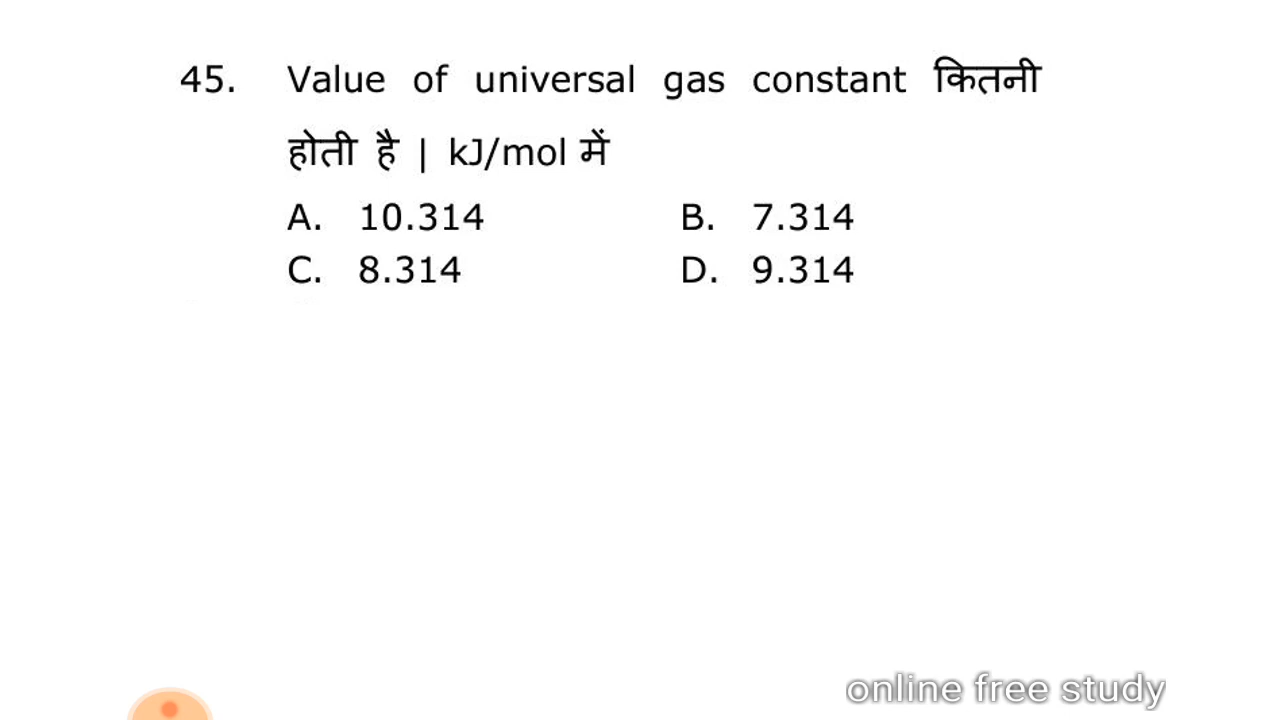 45. Value of universal gas constant कितनी
होती है | kJ/mol में
A. 10.314 B. 7.314
C. 8.314 D. 9.314
online free study